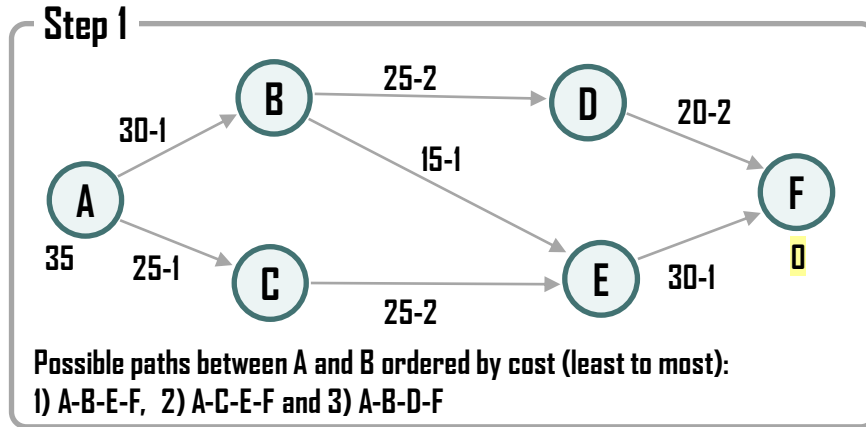 Step 1
25-2
B
D
30-1
20-2
15-1
A
F
35
25-1
0
C
E
30-1
25-2
Possible paths between A and B ordered by cost (least to most):
1) A-B-E-F, 2) A-C-E-F and 3) A-B-D-F